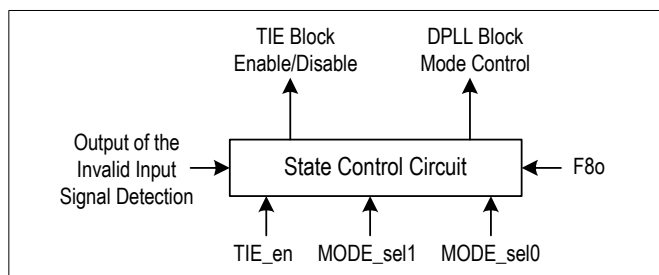 TIE Block
Enable/Disable
DPLL Block
Mode Control
Output of the
Invalid Input
Signal Detection
State Control Circuit
F8o
TIE_en
MODE_sel1
MODE_sel0